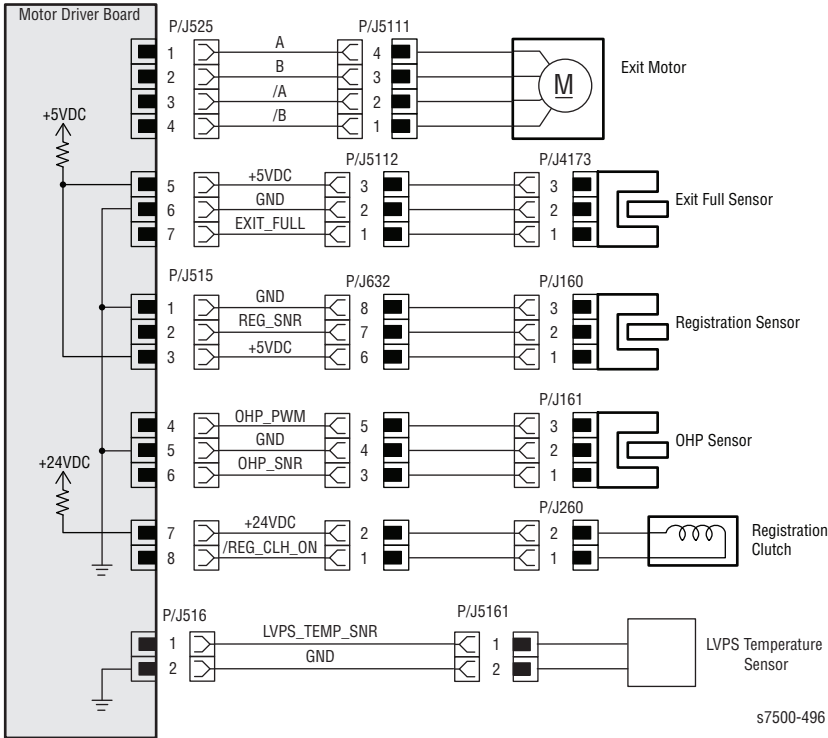 Motor Driver Board
P/J525
P/J5111
1 A 4
2 B 3
3 /A 2
4 /B 1
M
Exit Motor
+5VDC
P/J5112
P/J4173
5 +5VDC 3 3
6 GND 2 2
7 EXIT_FULL 1 1
Exit Full Sensor
P/J515
P/J632
P/J160
1 GND 8 3
2 REG_SNR 7 2
3 +5VDC 6 1
Registration Sensor
P/J161
4 OHP_PWM 5 3
5 GND 4 2
6 OHP_SNR 3 1
OHP Sensor
+24VDC
P/J260
7 +24VDC 2 2
8 /REG_CLH_ON 1 1
Registration
Clutch
P/J516
P/J5161
1 LVPS_TEMP_SNR 1
2 GND 2
LVPS Temperature
Sensor
s7500-496